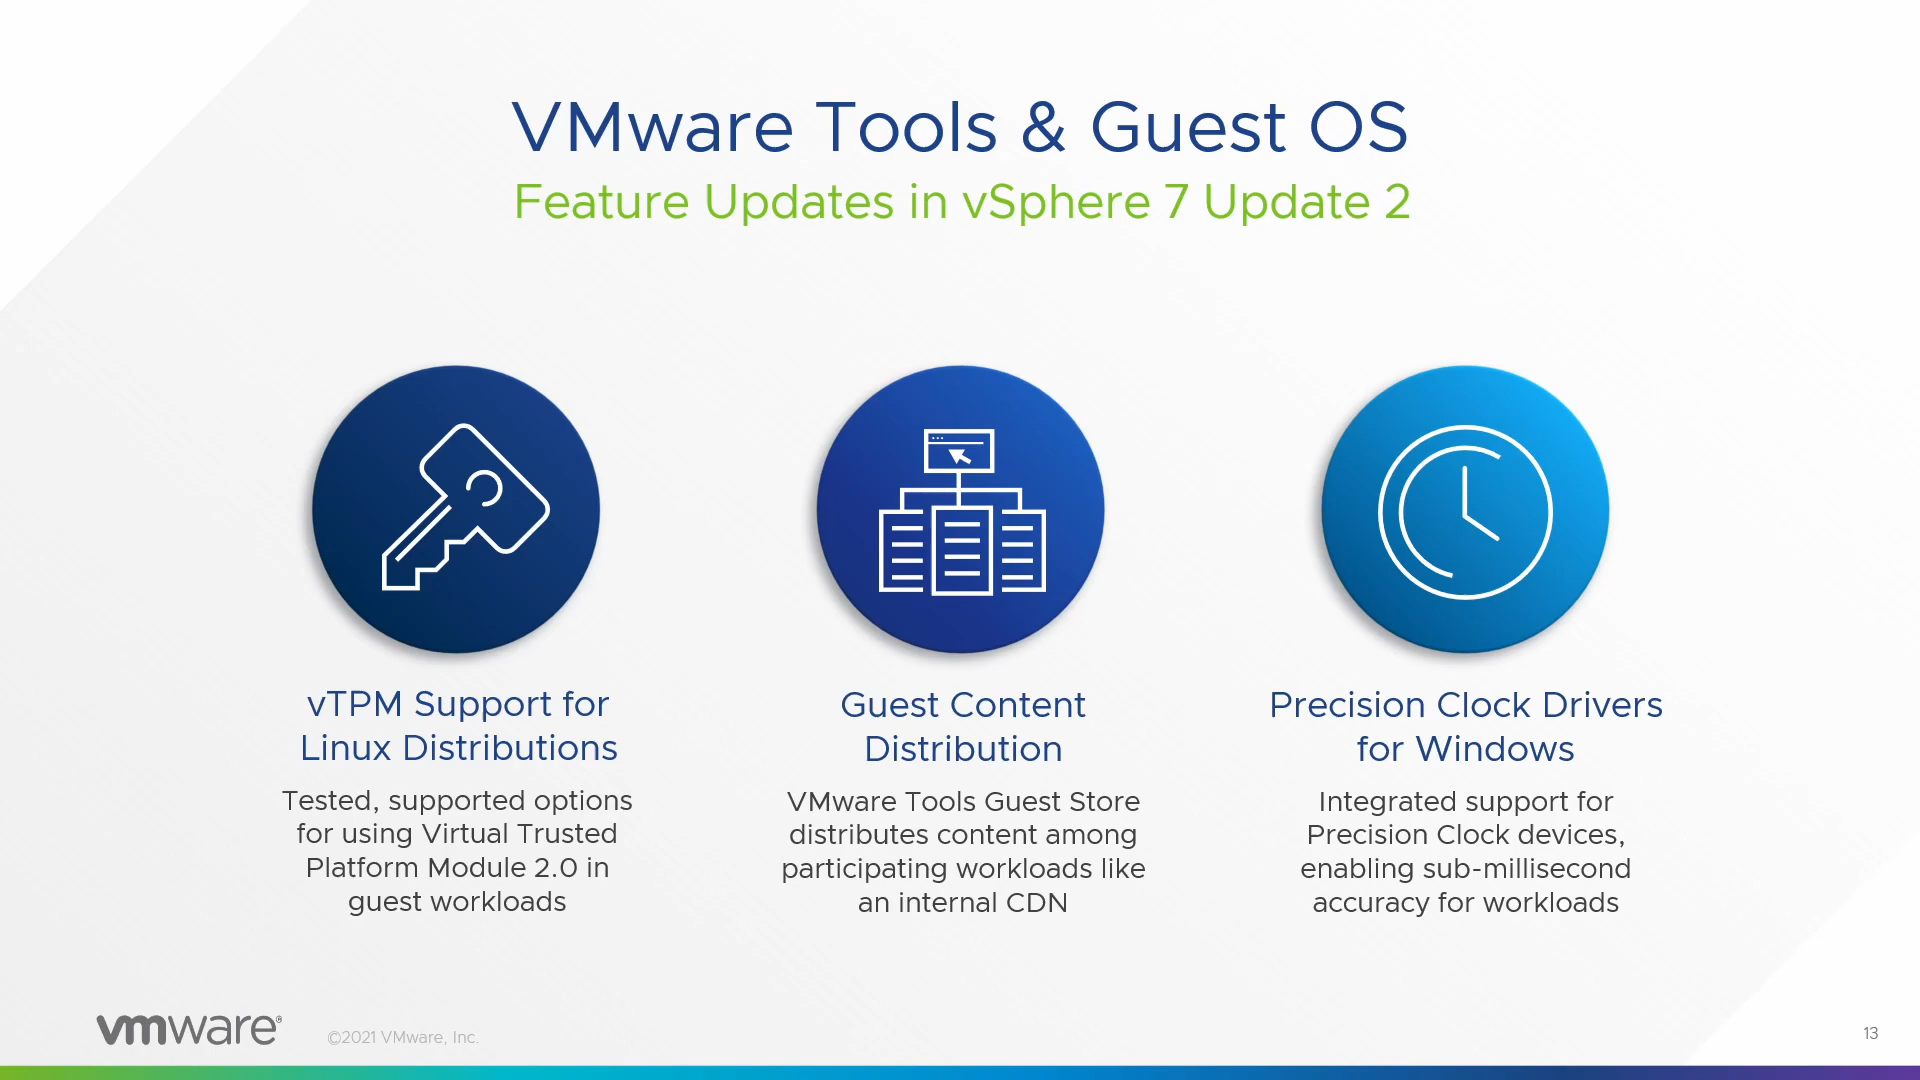 VMware Tools & Guest OS
Feature Updates in vSphere 7 Update 2
vTPM Support for
Linux Distributions
Tested, supported options
for using Virtual Trusted
Platform Module 2.0 in
guest workloads
Guest Content
Distribution
VMware Tools Guest Store
distributes content among
participating workloads like
an internal CDN
Precision Clock Drivers
for Windows
Integrated support for
Precision Clock devices,
enabling sub-millisecond
accuracy for workloads
vmware®
©2021 VMware, Inc.
13